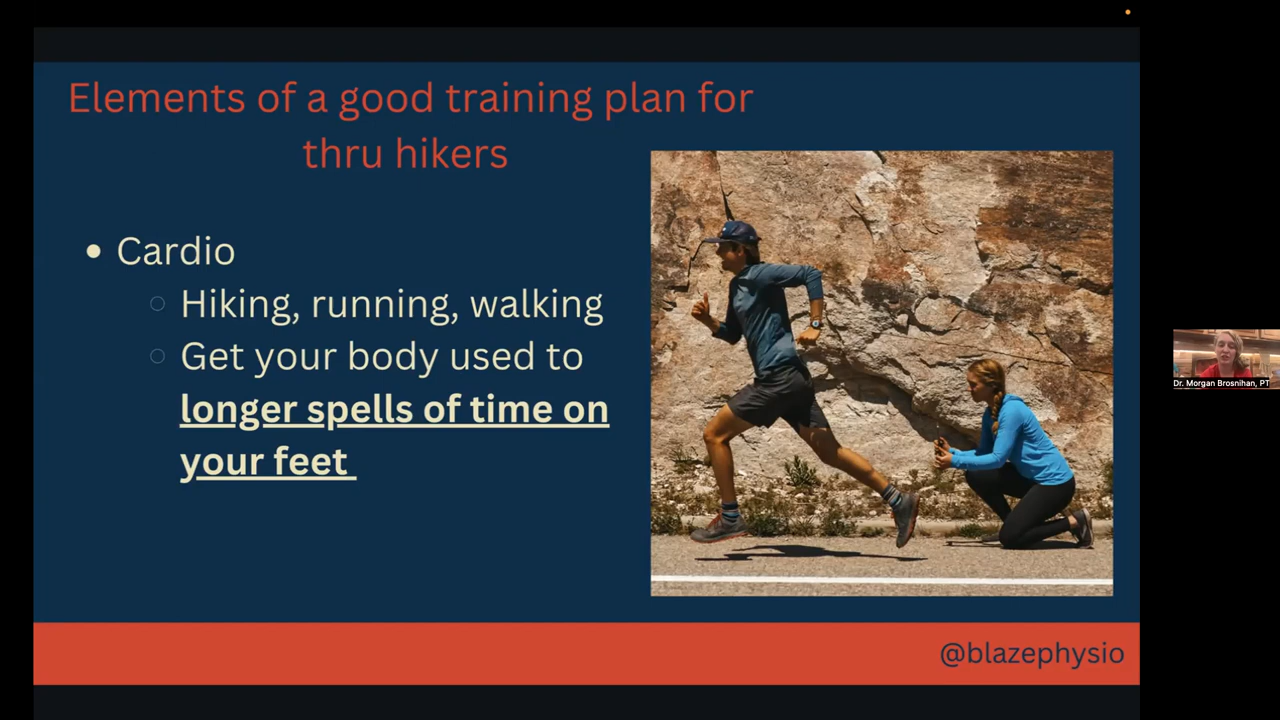 Elements of a good training plan for
thru hikers
Cardio
Hiking, running, walking
Get your body used to
longer spells of time on
your feet
@blazephysio
Dr. Morgan Brosnihan, PT